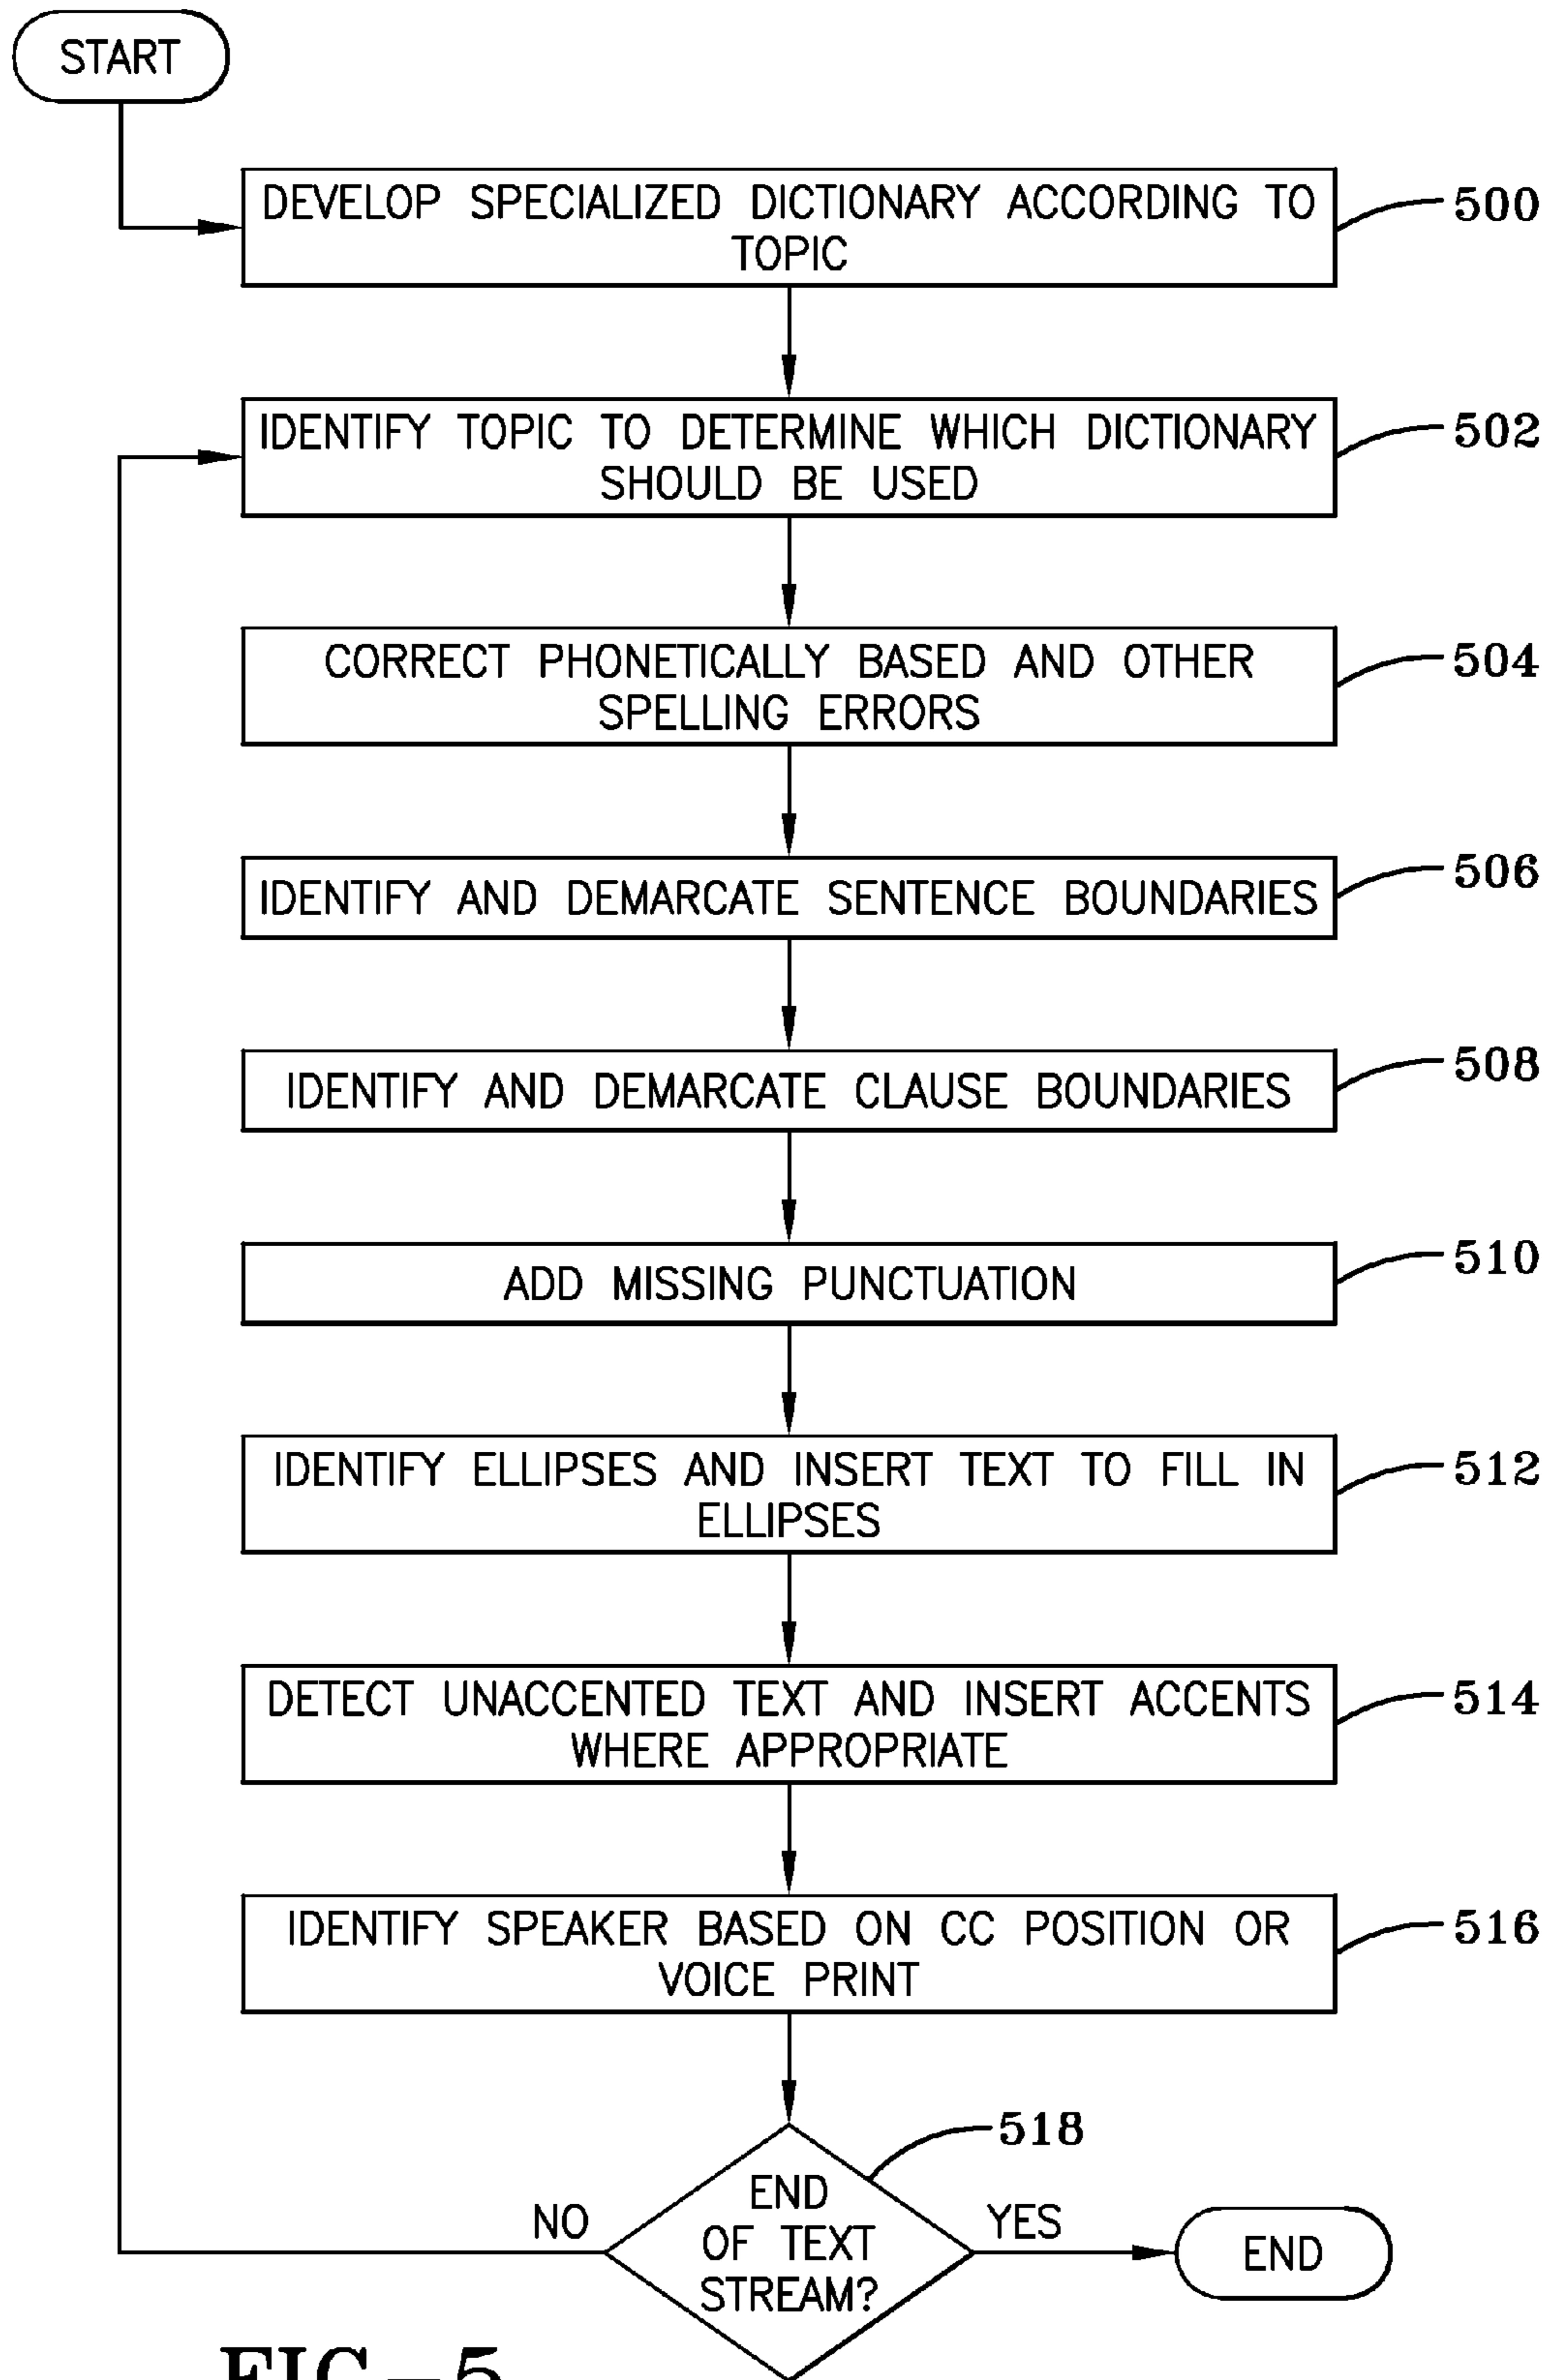 START
DEVELOP SPECIALIZED DICTIONARY ACCORDING TO
TOPIC
500
IDENTIFY TOPIC TO DETERMINE WHICH DICTIONARY
SHOULD BE USED
502
CORRECT PHONETICALLY BASED AND OTHER
SPELLING ERRORS
504
IDENTIFY AND DEMARCATE SENTENCE BOUNDARIES
506
IDENTIFY AND DEMARCATE CLAUSE BOUNDARIES
508
ADD MISSING PUNCTUATION
510
IDENTIFY ELLIPSES AND INSERT TEXT TO FILL IN
ELLIPSES
512
DETECT UNACCENTED TEXT AND INSERT ACCENTS
WHERE APPROPRIATE
514
IDENTIFY SPEAKER BASED ON CC POSITION OR
VOICE PRINT
516
518
END
OF TEXT
STREAM?
NO
YES
END
FIG-5